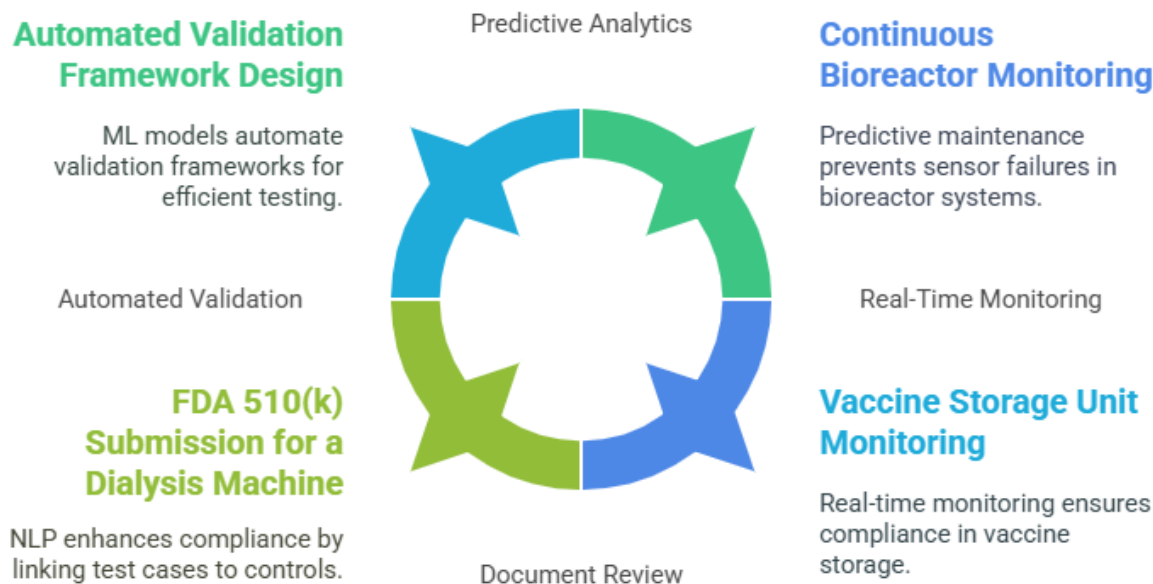 Predictive Analytics
Automated Validation
Framework Design
ML models automate
validation frameworks for
efficient testing.
Continuous
Bioreactor Monitoring
Predictive maintenance
prevents sensor failures in
bioreactor systems.
Automated Validation
Real-Time Monitoring
FDA 510(k)
Submission for a
Dialysis Machine
NLP enhances compliance by
linking test cases to controls.
Vaccine Storage Unit
Monitoring
Real-time monitoring ensures
compliance in vaccine
storage.
Document Review